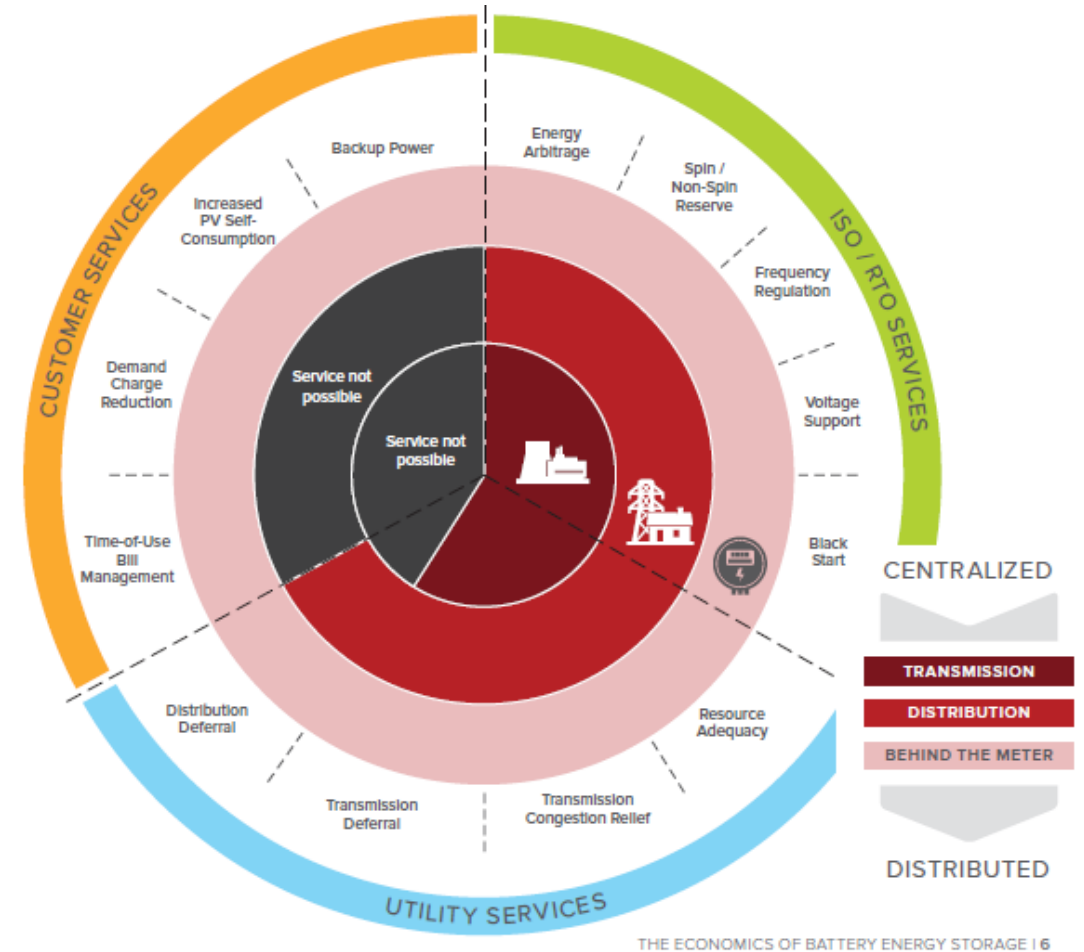 CUSTOMER SERVICES
ISO / RTO SERVICES
UTILITY SERVICES
Backup Power
Energy
Arbitrage
Spin /
Non-Spin
Reserve
Frequency
Regulation
Voltage
Support
Black
Start
Resource
Adequacy
Transmission
Congestion Relief
Transmission
Deferral
Distribution
Deferral
Time-of-Use
Bill
Management
Demand
Charge
Reduction
Increased
PV Self-
Consumption
Service not
possible
Service not
possible
CENTRALIZED
TRANSMISSION
DISTRIBUTION
BEHIND THE METER
DISTRIBUTED
THE ECONOMICS OF BATTERY ENERGY STORAGE | 6